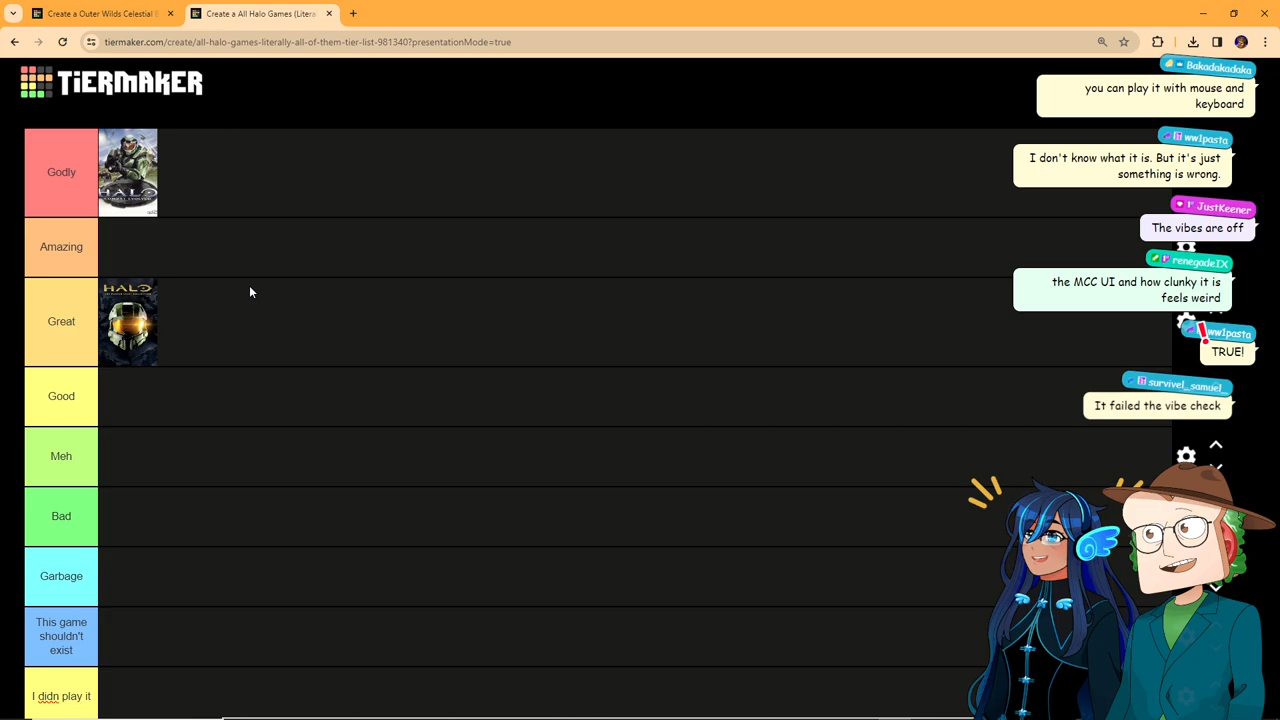 Create a Outer Wilds Celestial
Create a All Halo Games (Litera
tiermaker.com/create/all-halo-games-literally-all-of-them-tier-list-981340?presentationMode=true
TiERMAKER
Godly
HALO
Amazing
Great
HALO
Good
Meh
Bad
Garbage
This game
shouldn't
exist
I didn play it
Bakadakadaka
you can play it with mouse and
keyboard
ww1pasta
I don't know what it is. But it's just
something is wrong.
JustKeener
The vibes are off
renegadeIX
the MCC UI and how clunky it is
feels weird
ww1pasta
TRUE!
survivel_samuel_
It failed the vibe check